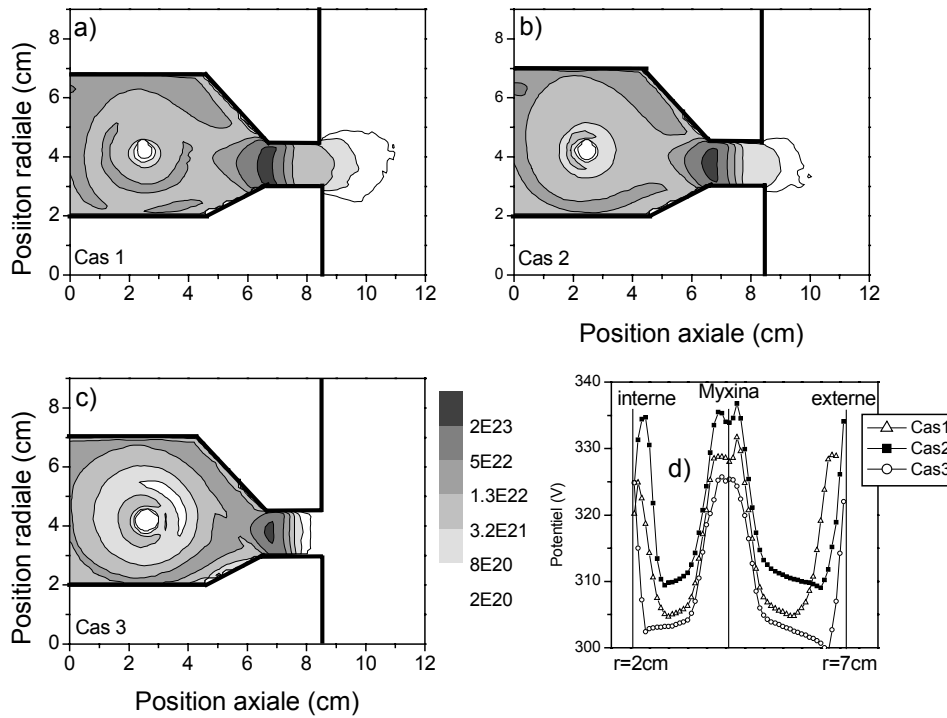 a)
Posiiton radiale (cm)
8
6
4
2
0
Cas 1
0 2 4 6 8 10 12
b)
8
6
4
2
0
Cas 2
0 2 4 6 8 10 12
Position axiale (cm)
c)
Position radiale (cm)
8
6
4
2
0
Cas 3
0 2 4 6 8 10 12
Position axiale (cm)
2E23
5E22
1.3E22
3.2E21
8E20
2E20
Potentiel (V)
340
330
320
310
300
interne
Myxina
externe
d)
Cas1
Cas2
Cas3
r=2cm
r=7cm